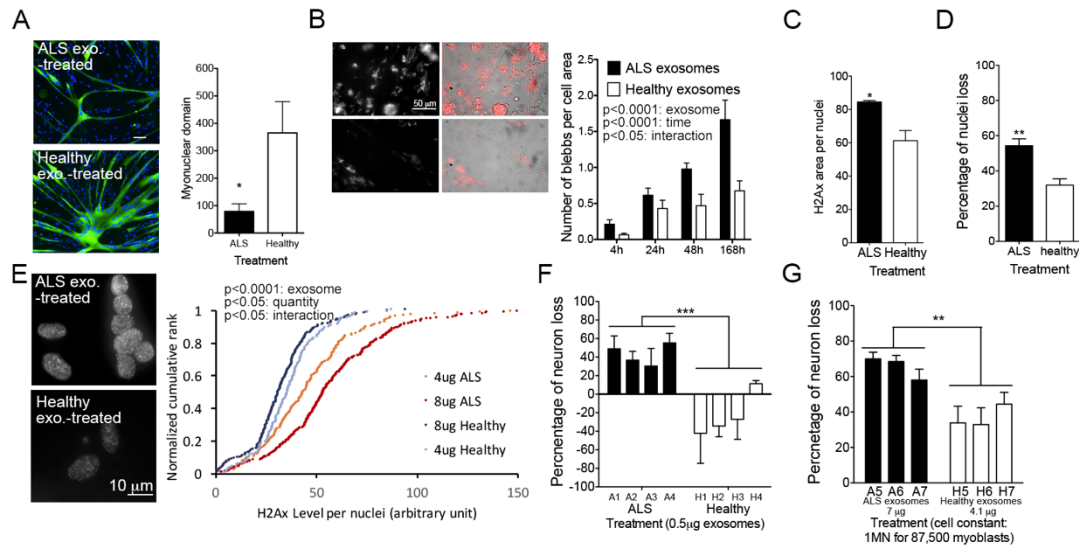 A
ALS exo.
-treated
Healthy
exo.-treated
Myonuclear domain
600
500
400
300
200
100
0
*
ALS
Healthy
Treatment
B
50 µm
Number of blebbs per cell area
ALS exosomes
Healthy exosomes
p<0.0001: exosome
p<0.0001: time
p<0.05: interaction
2.0
1.5
1.0
0.5
0.0
4h
24h
48h
168h
C
H2Ax area per nuclei
100
80
60
40
20
0
*
ALS Healthy
Treatment
D
Percentage of nuclei loss
100
80
60
40
20
0
**
ALS
healthy
Treatment
E
ALS exo.
-treated
Healthy
exo.-treated
10 µm
p<0.0001: exosome
p<0.05: quantity
p<0.05: interaction
Normalized cumulative rank
1
0.8
0.6
0.4
0.2
0
4ug ALS
8ug ALS
8ug Healthy
4ug Healthy
0
50
100
150
H2Ax Level per nuclei (arbitrary unit)
F
Percnentage of neuron loss
100
80
60
40
20
0
-20
-40
-60
-80
-100
***
A1 A2 A3 A4
H1 H2 H3 H4
ALS
Healthy
Treatment (0.5µg exosomes)
G
Percnetage of neuron loss
100
80
60
40
20
0
**
A5 A6 A7
H5 H6 H7
ALS exosomes
7 µg
Healthy exosomes
4.1 µg
Treatment (cell constant:
1MN for 87,500 myoblasts)